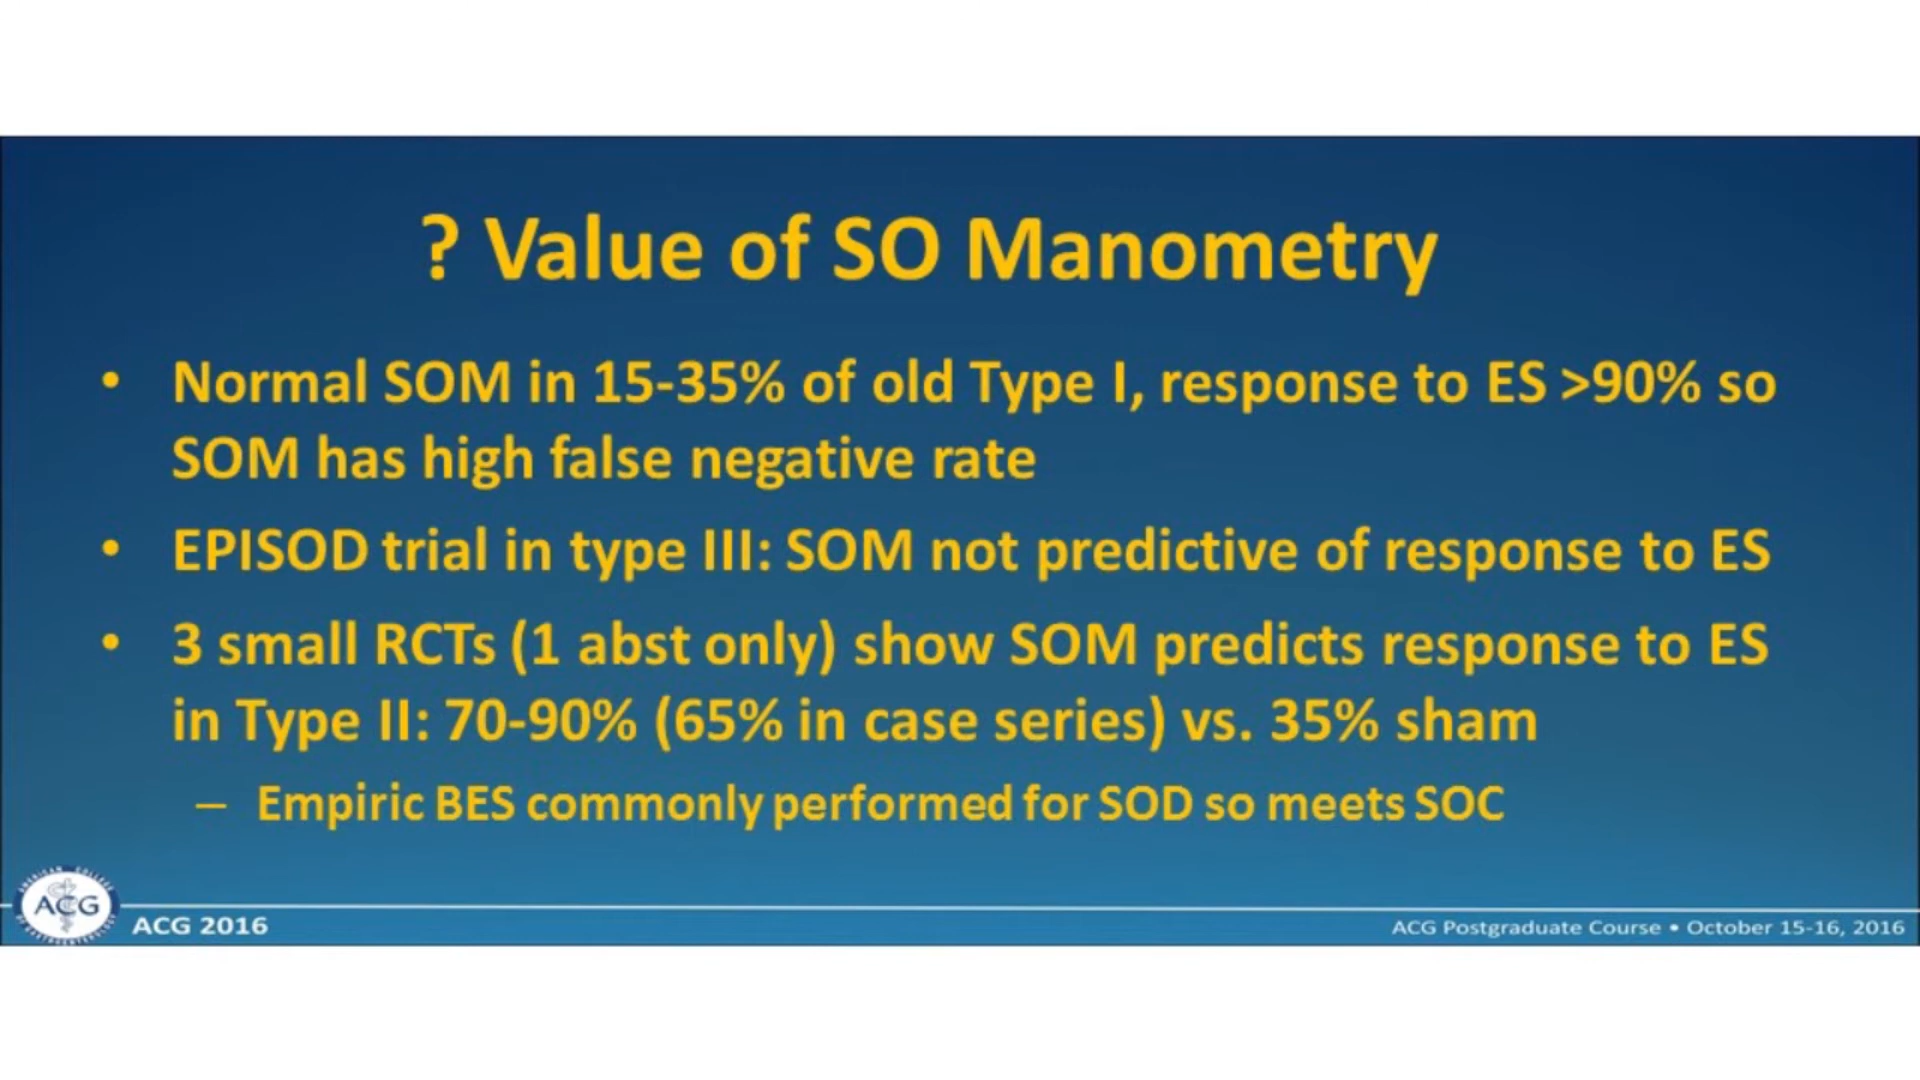 ? Value of SO Manometry
• Normal SOM in 15-35% of old Type I, response to ES >90% so
SOM has high false negative rate
• EPISOD trial in type III: SOM not predictive of response to ES
• 3 small RCTs (1 abst only) show SOM predicts response to ES
in Type II: 70-90% (65% in case series) vs. 35% sham
– Empiric BES commonly performed for SOD so meets SOC
ACG
ACG 2016
ACG Postgraduate Course • October 15-16, 2016